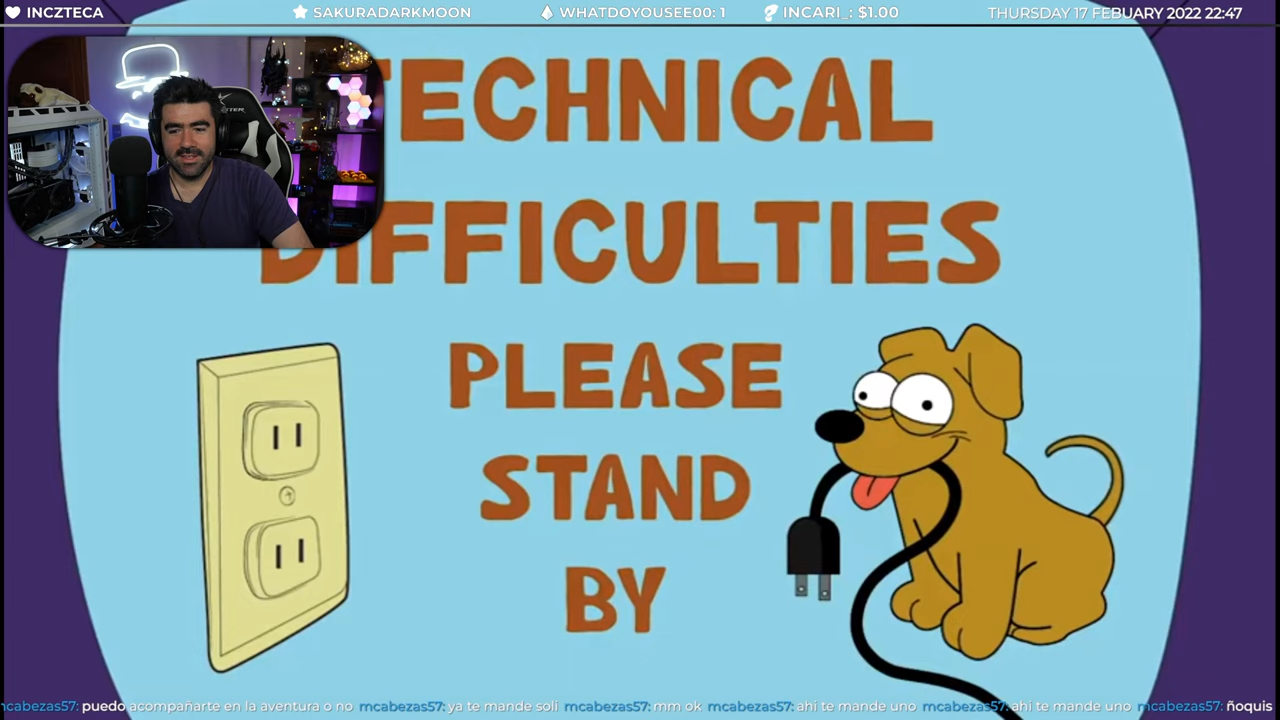 INCZTECA SAKURADARKMOON WHATDOYOUSEE00: 1 INCARI_: $1.00 THURSDAY 17 FEBUARY 2022 22:47
TECHNICAL
DIFFICULTIES
PLEASE
STAND
BY
mcabezas57: puedo acompañarte en la aventura o no mcabezas57: ya te mande soli mcabezas57: mm ok mcabezas57: ahi te mande uno mcabezas57: ahi te mande uno mcabezas57: ñoquis